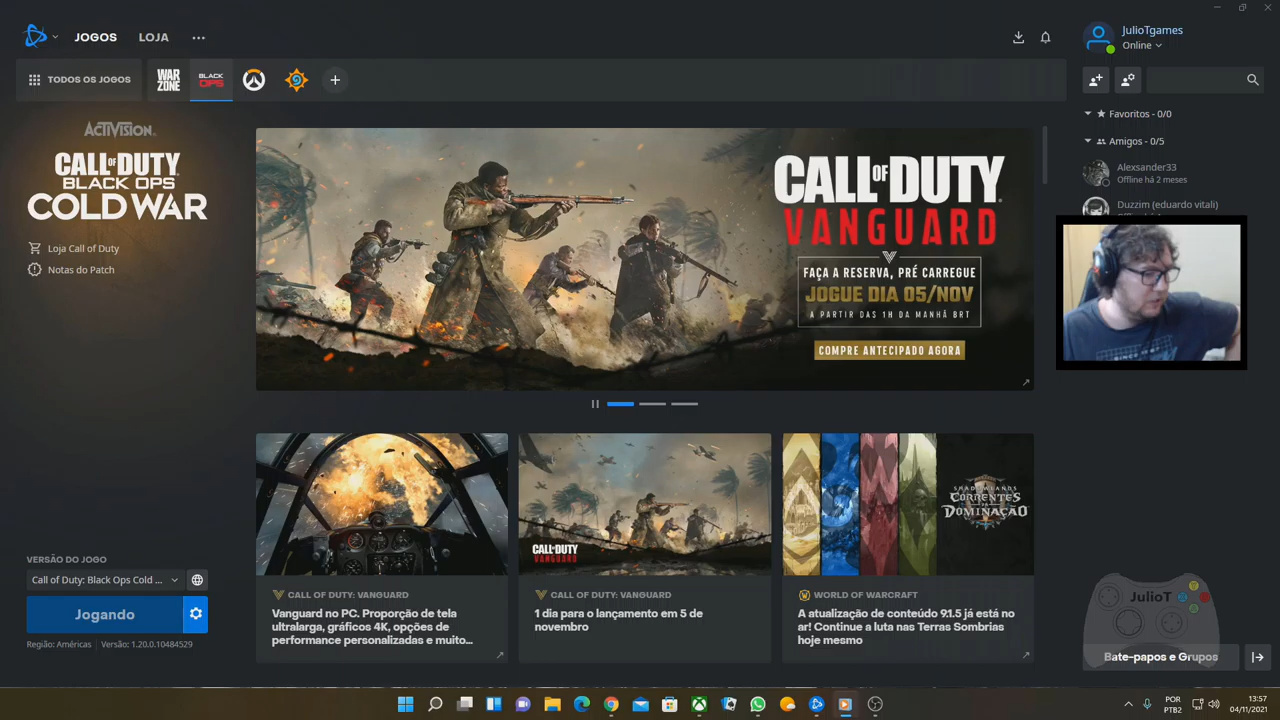 JOGOS
LOJA
JulioTgames
Online
TODOS OS JOGOS
WAR
ZONE
BLACK
OPS
Favoritos - 0/0
Amigos - 0/5
Alexsander33
Offline há 2 meses
Duzzim (eduardo vitali)
ACTIVISION
CALL OF DUTY
BLACK OPS
COLD WAR
Loja Call of Duty
Notas do Patch
CALL OF DUTY
VANGUARD
FAÇA A RESERVA, PRÉ CARREGUE
JOGUE DIA 05/NOV
A PARTIR DAS 1H DA MANHÃ BRT
COMPRE ANTECIPADO AGORA
CALL OF DUTY
VANGUARD
SHADOWLANDS
CORRENTES
DA
DOMINAÇÃO
CALL OF DUTY: VANGUARD
Vanguard no PC. Proporção de tela
ultralarga, gráficos 4K, opções de
performance personalizadas e muito...
CALL OF DUTY: VANGUARD
1 dia para o lançamento em 5 de
novembro
WORLD OF WARCRAFT
A atualização de conteúdo 9.1.5 já está no
ar! Continue a luta nas Terras Sombrias
hoje mesmo
VERSÃO DO JOGO
Call of Duty: Black Ops Cold ...
Jogando
Região: Américas
Versão: 1.20.0.10484529
JulioT
Bate-papos e Grupos
POR
PTB2
13:57
04/11/2021